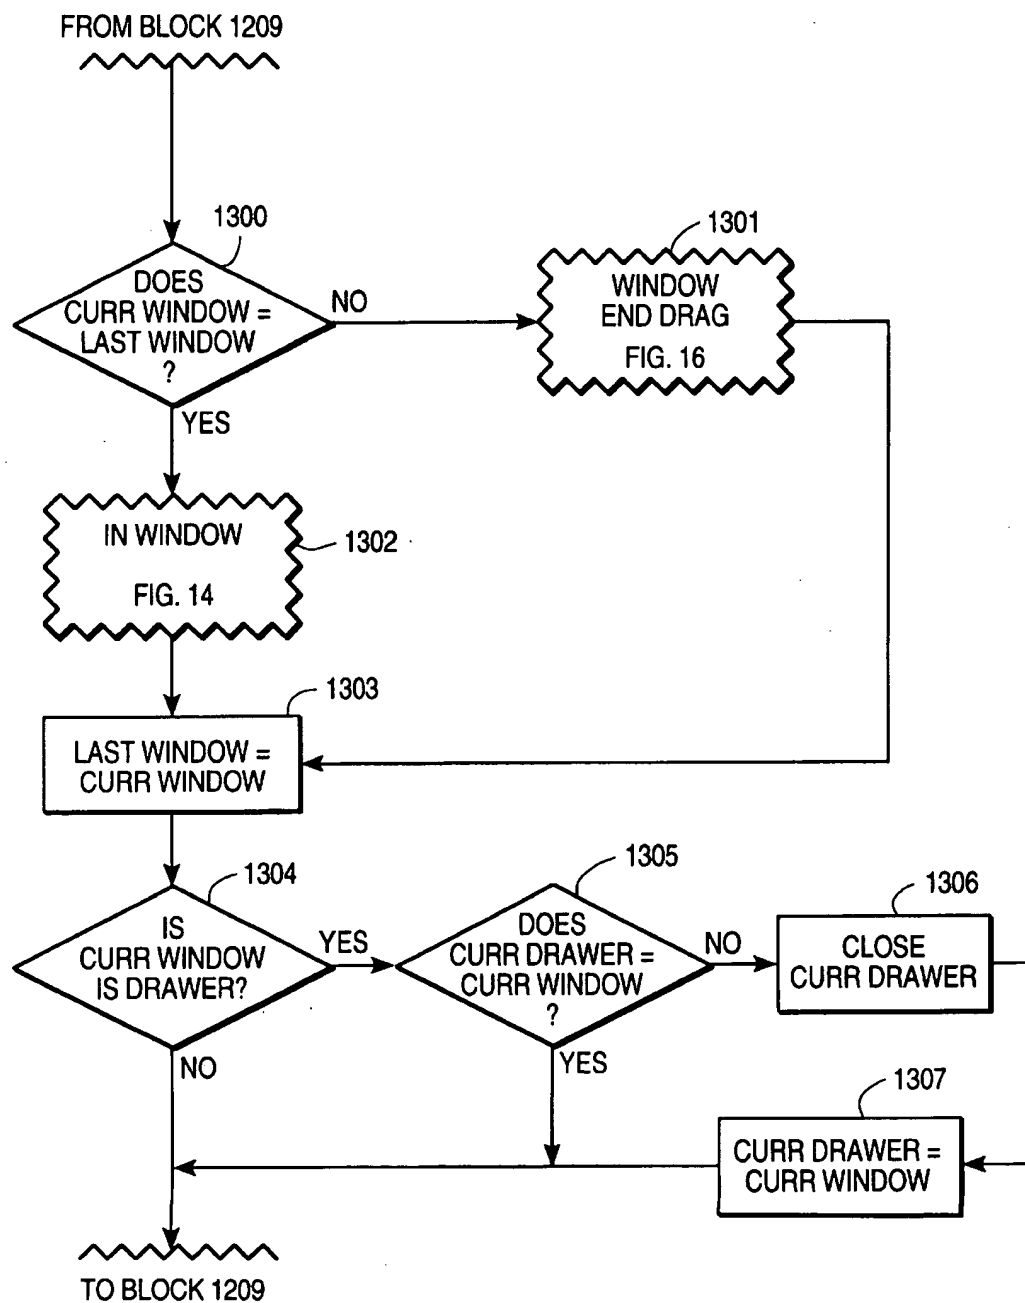 FROM BLOCK 1209
1300
DOES
CURR WINDOW =
LAST WINDOW
?
NO
YES
1301
WINDOW
END DRAG
FIG. 16
IN WINDOW
FIG. 14
1302
1303
LAST WINDOW =
CURR WINDOW
1304
IS
CURR WINDOW
IS DRAWER?
YES
NO
1305
DOES
CURR DRAWER =
CURR WINDOW
?
NO
YES
1306
CLOSE
CURR DRAWER
1307
CURR DRAWER =
CURR WINDOW
TO BLOCK 1209